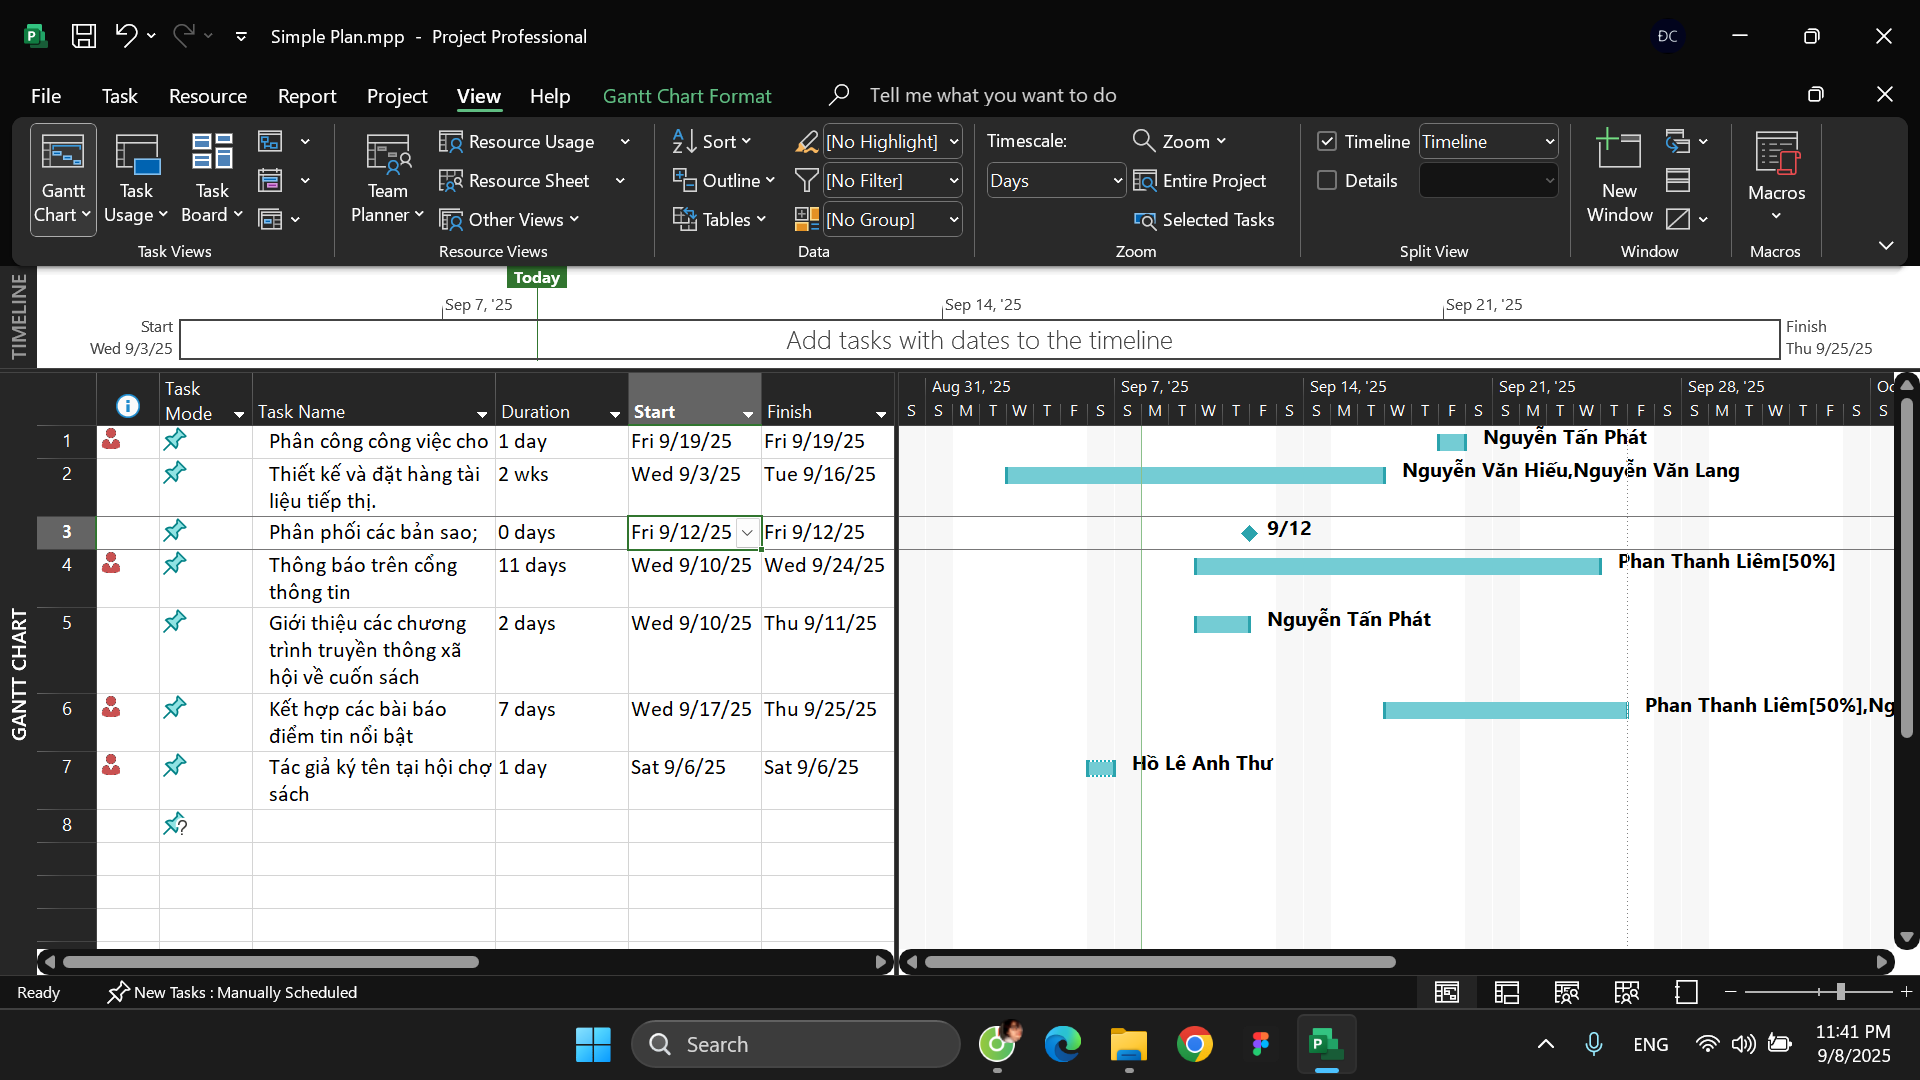 Simple Plan.mpp - Project Professional
ĐC
File Task Resource Report Project View Help Gantt Chart Format Tell me what you want to do
Gantt Chart
Task Usage
Task Board
Task Views
Team Planner
Resource Usage
Resource Sheet
Other Views
Resource Views
Sort
Outline
Tables
[No Highlight]
[No Filter]
[No Group]
Data
Timescale:
Days
Zoom
Entire Project
Selected Tasks
Zoom
Timeline Timeline
Details
Split View
New Window
Window
Macros
Macros
TIMELINE
Today
Sep 7, '25 Sep 14, '25 Sep 21, '25
Start
Wed 9/3/25
Add tasks with dates to the timeline
Finish
Thu 9/25/25
GANTT CHART
Task Mode Task Name Duration Start Finish
Aug 31, '25 Sep 7, '25 Sep 14, '25 Sep 21, '25 Sep 28, '25 Oc
S S M T W T F S S M T W T F S S M T W T F S S M T W T F S S M T W T F S S
1 Phân công công việc cho 1 day Fri 9/19/25 Fri 9/19/25 Nguyễn Tấn Phát
2 Thiết kế và đặt hàng tài 2 wks Wed 9/3/25 Tue 9/16/25 Nguyễn Văn Hiếu,Nguyễn Văn Lang
liệu tiếp thị.
3 Phân phối các bản sao; 0 days Fri 9/12/25 Fri 9/12/25 9/12
4 Thông báo trên cổng 11 days Wed 9/10/25 Wed 9/24/25 Phan Thanh Liêm[50%]
thông tin
5 Giới thiệu các chương 2 days Wed 9/10/25 Thu 9/11/25 Nguyễn Tấn Phát
trình truyền thông xã
hội về cuốn sách
6 Kết hợp các bài báo 7 days Wed 9/17/25 Thu 9/25/25 Phan Thanh Liêm[50%],Ng
điểm tin nổi bật
7 Tác giả ký tên tại hội chợ 1 day Sat 9/6/25 Sat 9/6/25 Hồ Lê Anh Thư
sách
8
Ready New Tasks : Manually Scheduled
Search
ENG
11:41 PM
9/8/2025